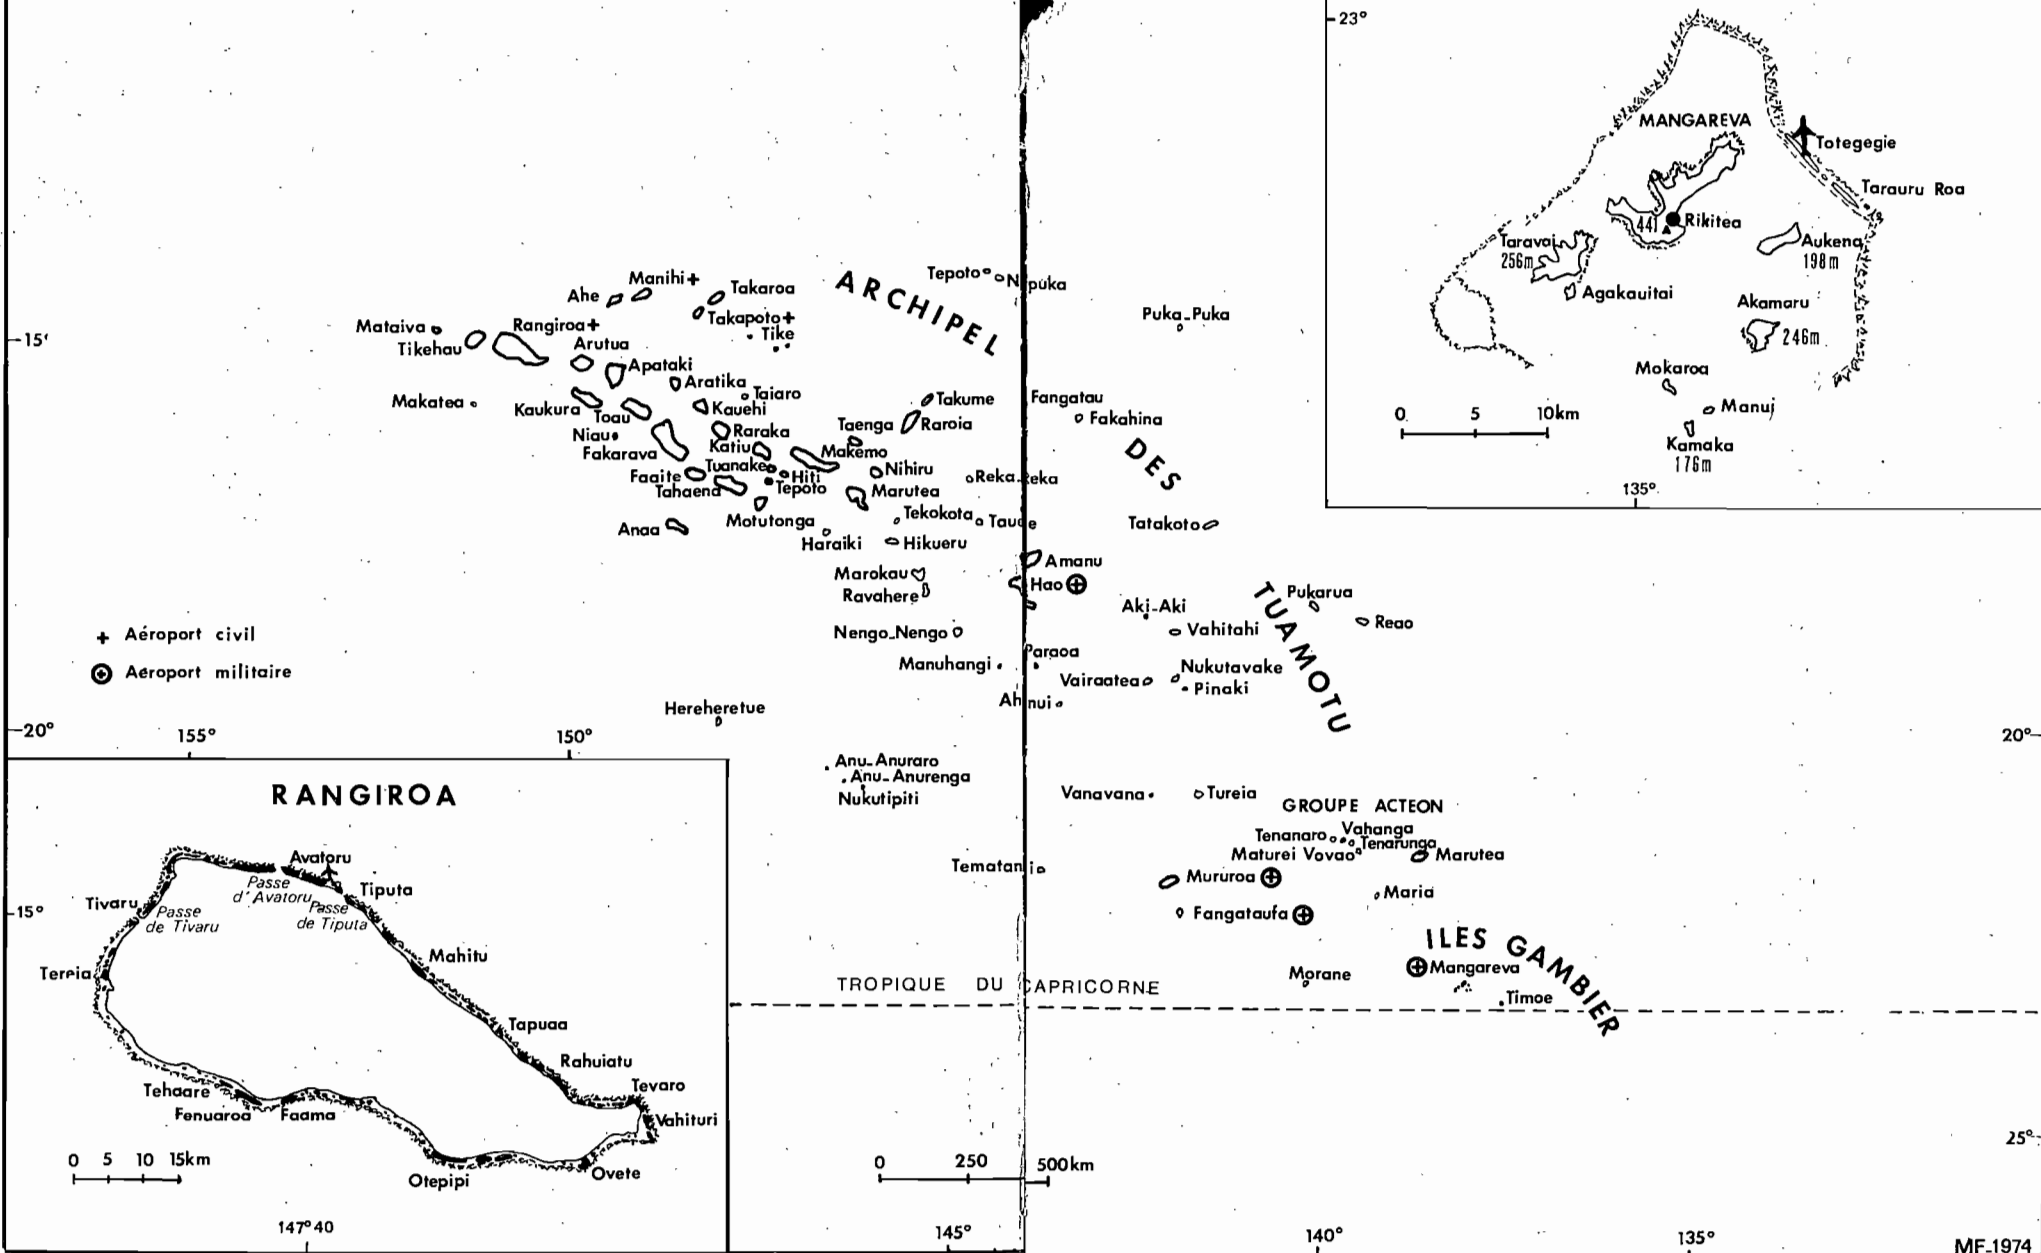 23°
MANGAREVA
Totegegie
Tarauru Roa
Rikitea
441
Taravai
256m
Aukena
198m
Agakauitai
Akamaru
246m
Mokaroa
Manui
Kamaka
176m
0 5 10km
135°
ARCHIPEL DES TUAMOTU
Tepoto
Napuka
Puka-Puka
Manihi+
Ahe
Takaroa
Takapoto+
Tike
Mataiva
Rangiroa+
Tikehau
15°
Arutua
Apataki
Aratika
Taiaro
Makatea
Kaukura
Toau
Kauehi
Niau
Raraka
Fakarava
Katiu
Taenga
Takume
Raroia
Fangatau
Fakahina
Makemo
Tuanake
Hiti
Nihiru
Faaite
Tepoto
Tahaena
Marutea
Reka-Reka
Motutonga
Tekokota
Tauere
Tatakoto
Anaa
Haraiki
Hikueru
Amanu
Marokau
Hao
Ravahere
Pukarua
Aki-Aki
Reao
Vahitahi
Nengo-Nengo
Paraoa
Manuhangi
Nukutavake
Vairaatea
Pinaki
Ahunui
+ Aéroport civil
Aéroport militaire
Hereheretue
20°
20°
155°
150°
Anu-Anuraro
Anu-Anurenga
Nukutipiti
Vanavana
Tureia
GROUPE ACTEON
Vahanga
Tenanaro
Tenarunga
Maturei Vovao
Marutea
Tematani
Mururoa
Maria
Fangataufa
ILES GAMBIER
Mangareva
Morane
Timoe
TROPIQUE DU CAPRICORNE
RANGIROA
Avatoru
Passe
d'Avatoru
Tiputa
Passe
de Tiputa
Tivaru
15°
Passe
de Tivaru
Mahitu
Tereia
Tapuaa
Rahuiatu
Tevaro
Tehaare
Fenuaroa
Faama
Vahituri
0 5 10 15km
Otepipi
Ovete
147°40
0 250 500km
25°
145°
140°
135°
MF-1974